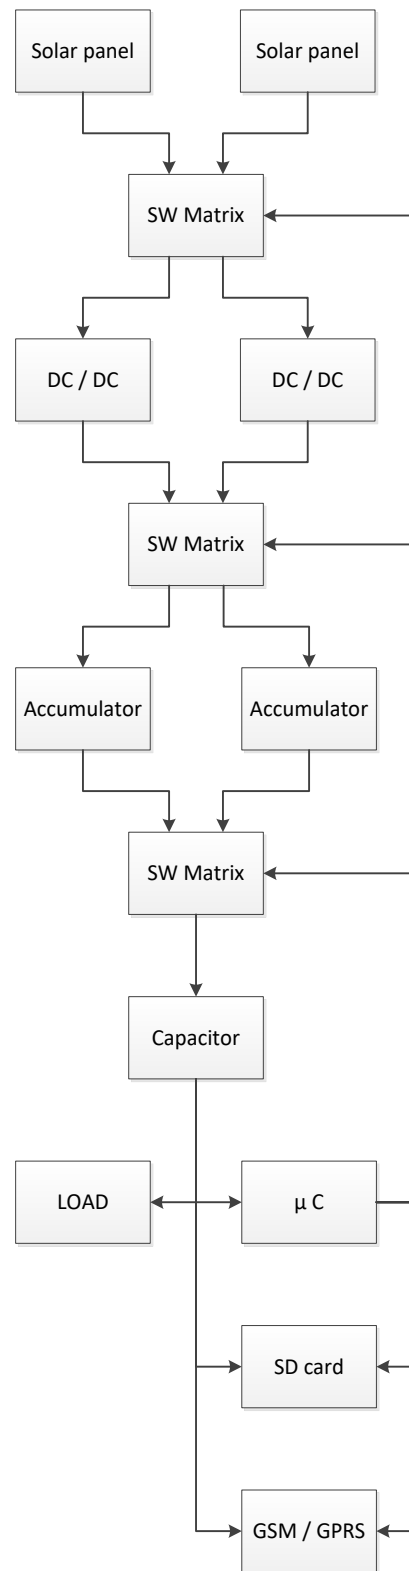 Solar panel
Solar panel
SW Matrix
DC / DC
DC / DC
SW Matrix
Accumulator
Accumulator
SW Matrix
Capacitor
LOAD
µ C
SD card
GSM / GPRS